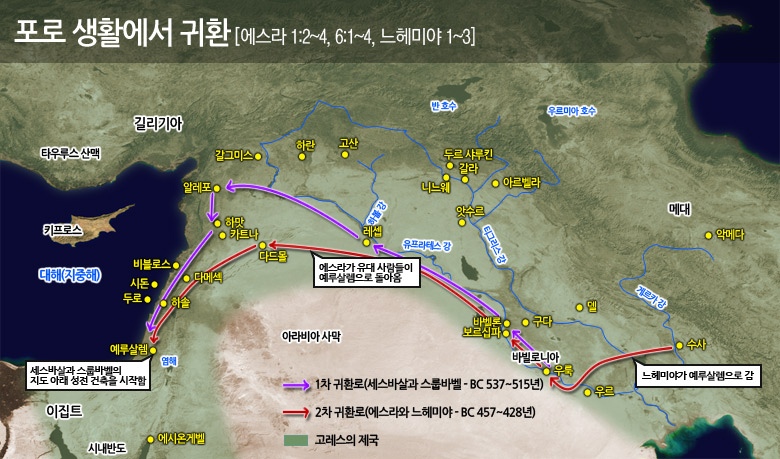 포로 생활에서 귀환 [에스라 1:2~4, 6:1~4, 느헤미야 1~3]
반 호수
우르미아 호수
길리기아
타우루스 산맥
갈그미스
하란
고산
두르 샤루킨
갈라
니느웨
아르벨라
알레포
하볼 강
앗수르
메대
하맛
카트나
키프로스
레셉
유프라테스 강
티그리스 강
악메다
다드몰
비블로스
대해(지중해)
다메섹
시돈
에스라가 유대 사람들이
예루살렘으로 돌아옴
두로
하솔
게르카 강
델
바벨로
구다
보르십파
아라비아 사막
예루살렘
염해
바빌로니아
수사
세스바살과 스룹바벨의
지도 아래 성전 건축을 시작함
우룩
느헤미야가 예루살렘으로 감
1차 귀환로(세스바살과 스룹바벨 - BC 537~515년)
우르
이집트
2차 귀환로(에스라와 느헤미야 - BC 457~428년)
에시온게벨
고레스의 제국
시내반도